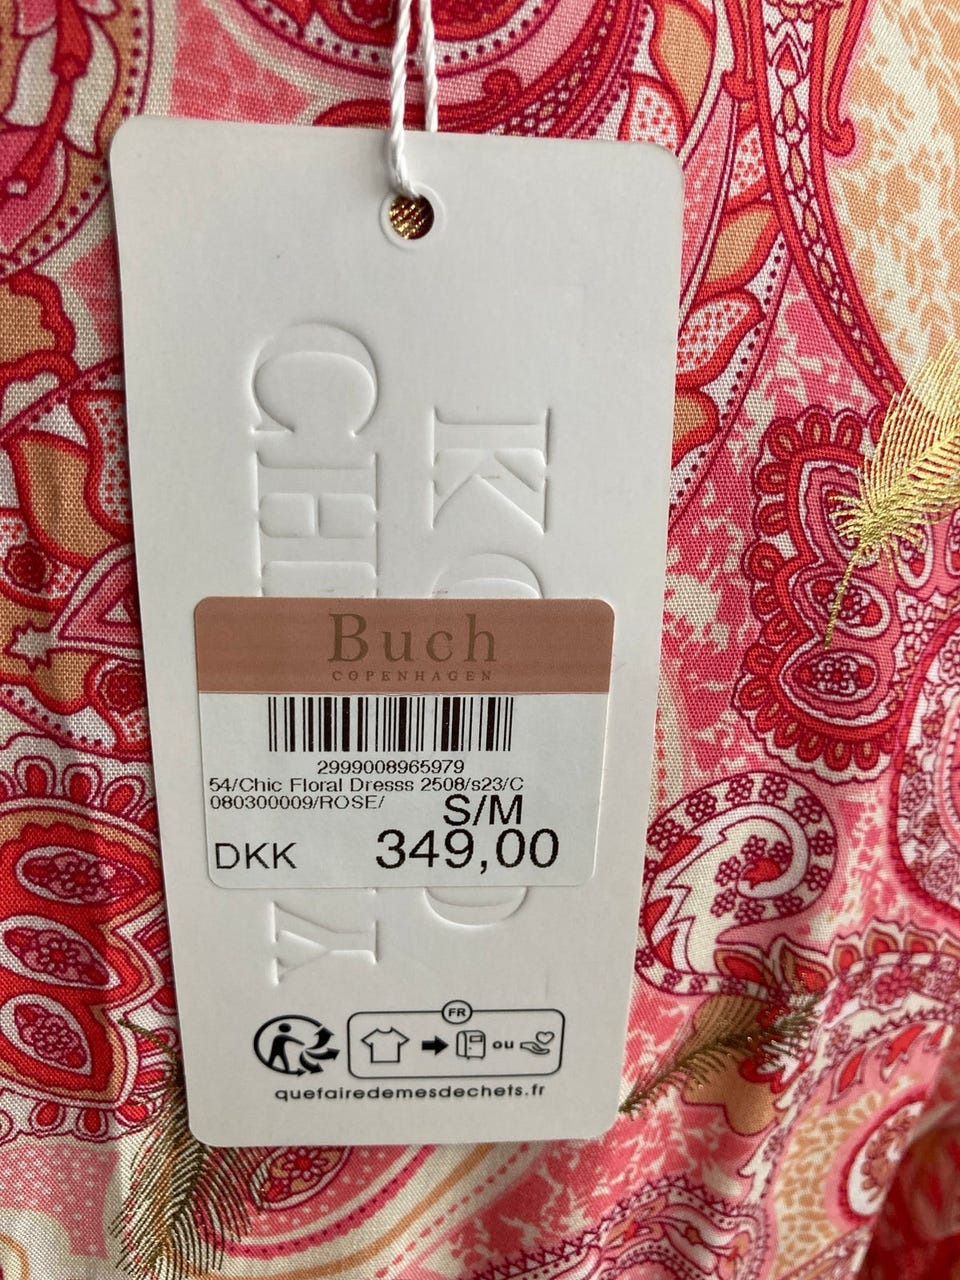 Buch
COPENHAGEN
2999008965979
54/Chic Floral Dresss 2508/s23/C
080300009/ROSE/
S/M
DKK 349,00
FR
ou
quefairedemesdechets.fr